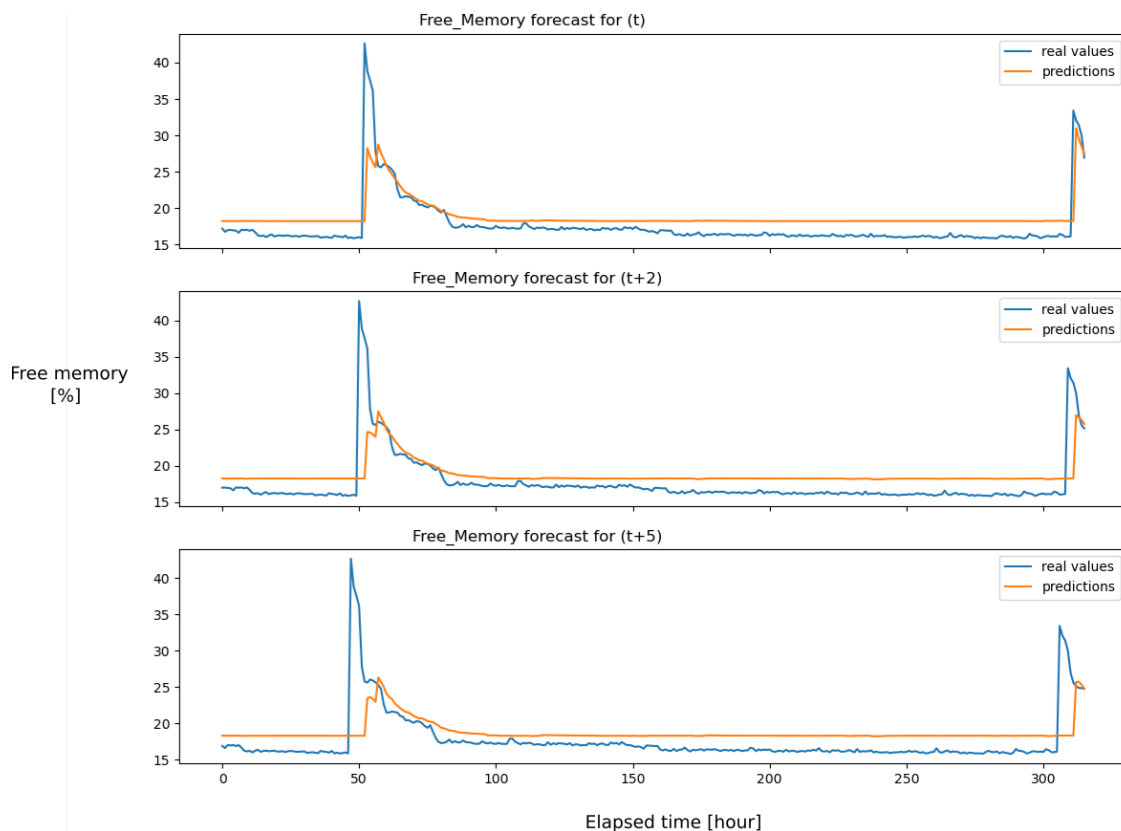 Free_Memory forecast for (t)
40
35
30
25
20
15
real values
predictions
Free_Memory forecast for (t+2)
40
35
30
25
20
15
real values
predictions
Free memory
[%]
Free_Memory forecast for (t+5)
40
35
30
25
20
15
real values
predictions
0 50 100 150 200 250 300
Elapsed time [hour]